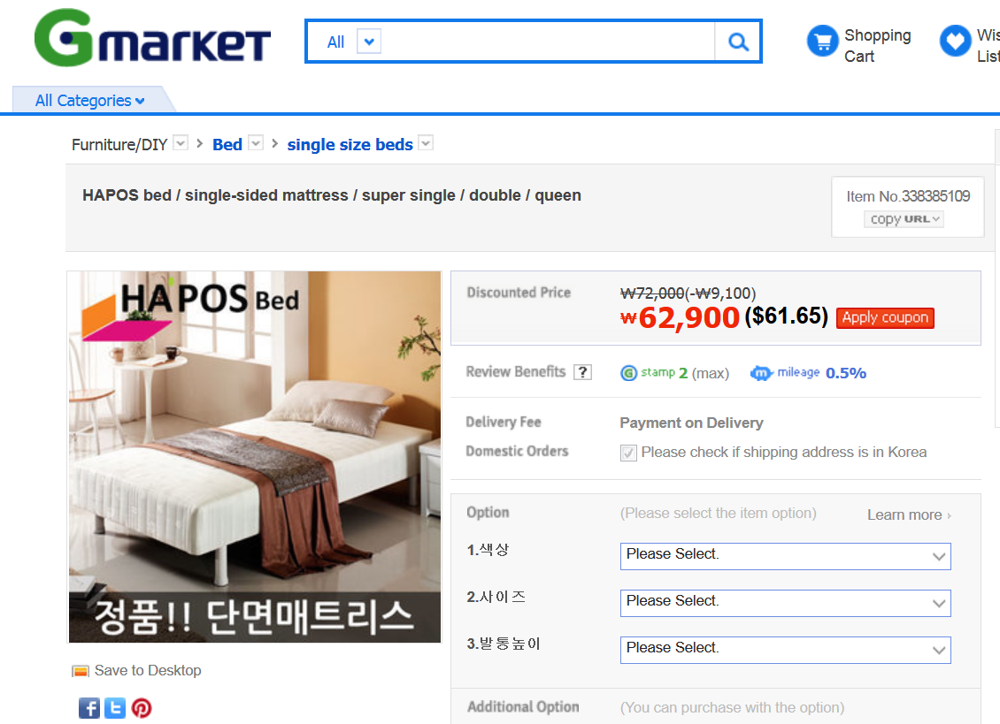 Gmarket
All
Shopping
Cart
Wis
List
All Categories
Furniture/DIY > Bed > single size beds
HAPOS bed / single-sided mattress / super single / double / queen
Item No.338385109
copy URL
HA'POS Bed
정품!! 단면매트리스
Save to Desktop
Discounted Price
₩72,000(-₩9,100)
₩62,900 ($61.65) Apply coupon
Review Benefits ? G stamp 2 (max) m mileage 0.5%
Delivery Fee Payment on Delivery
Domestic Orders Please check if shipping address is in Korea
Option (Please select the item option) Learn more ›
1.색상 Please Select.
2.사이즈 Please Select.
3.발통높이 Please Select.
Additional Option (You can purchase with the option)